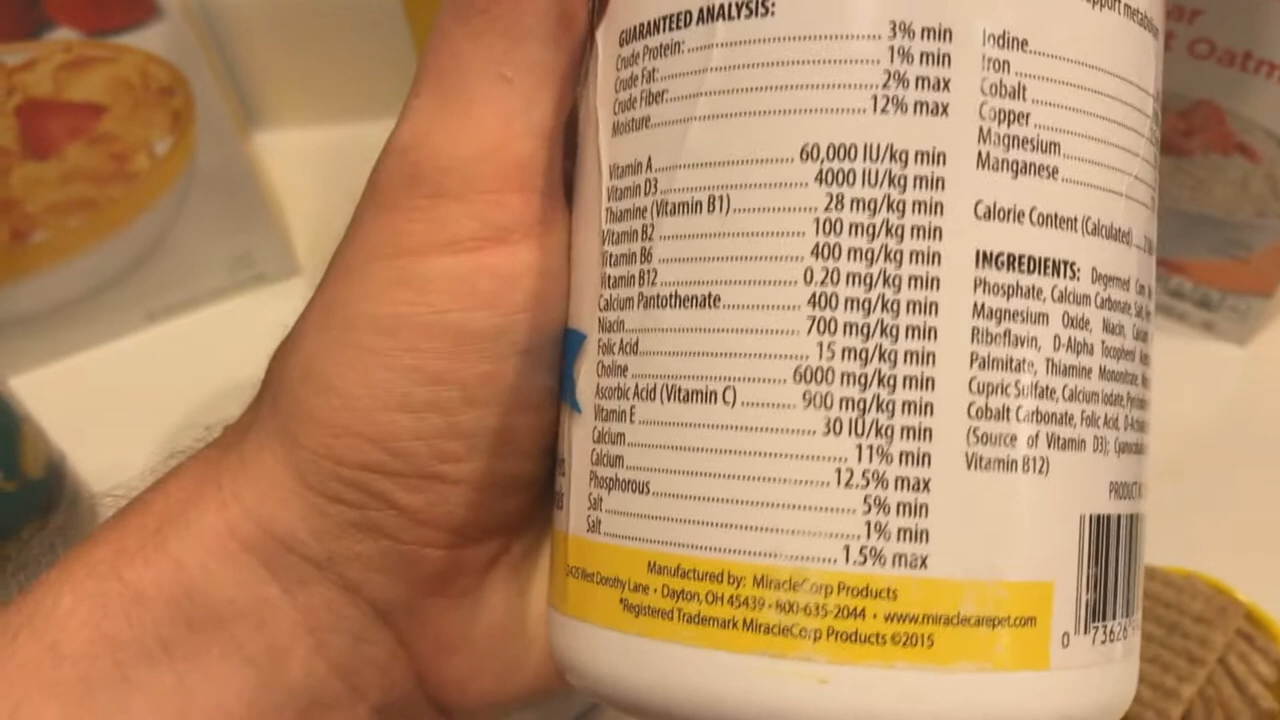 GUARANTEED ANALYSIS:
Crude Protein: 3% min
Crude Fat: 1% min
Crude Fiber: 2% max
Moisture 12% max
Vitamin A 60,000 IU/kg min
Vitamin D3 4000 IU/kg min
Thiamine (Vitamin B1) 28 mg/kg min
Vitamin B2 100 mg/kg min
Vitamin B6 400 mg/kg min
Vitamin B12 0.20 mg/kg min
Calcium Pantothenate 400 mg/kg min
Niacin 700 mg/kg min
Folic Acid 15 mg/kg min
Choline 6000 mg/kg min
Ascorbic Acid (Vitamin C) 900 mg/kg min
Vitamin E 30 IU/kg min
Calcium 11% min
Calcium 12.5% max
Phosphorous 5% min
Salt 1% min
Salt 1.5% max
Manufactured by: MiracleCorp Products
West Dorothy Lane • Dayton, OH 45439 • 800-635-2044 • www.miraclecarepet.com
*Registered Trademark MiracleCorp Products ©2015
support
Iodine
Iron
Cobalt
Copper
Magnesium
Manganese
Calorie Content (Calculated)
INGREDIENTS: Degermed
Phosphate, Calcium Carbonate, Salt,
Magnesium Oxide, Niacin,
Riboflavin, D-Alpha Tocopherol
Palmitate, Thiamine
Cupric Sulfate, Calcium Iodate,
Cobalt Carbonate, Folic Acid,
(Source of Vitamin D3);
Vitamin B12)
PRODUCT
0 73626